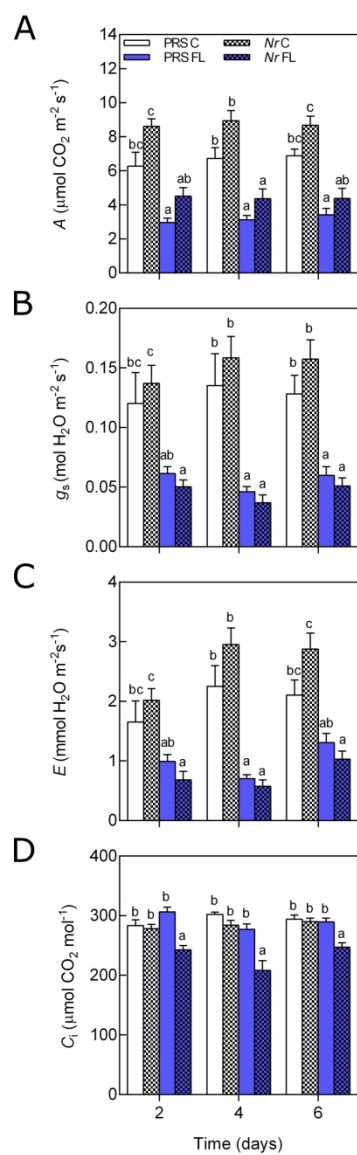 A
PRS C
Nr C
PRS FL
Nr FL
14
12
10
8
6
4
2
0
A (μmol CO₂ m⁻² s⁻¹)
bc c a ab
b b a a
bc c a ab
B
0.20
0.15
0.10
0.05
0.00
gₛ (mol H₂O m⁻² s⁻¹)
bc c ab a
b b a a
b b a a
C
4
3
2
1
0
E (mmol H₂O m⁻²s⁻¹)
bc c ab a
b b a a
bc c ab a
D
400
300
200
100
0
Cᵢ (μmol CO₂ mol⁻¹)
b b b a
b b b a
b b b a
2 4 6
Time (days)